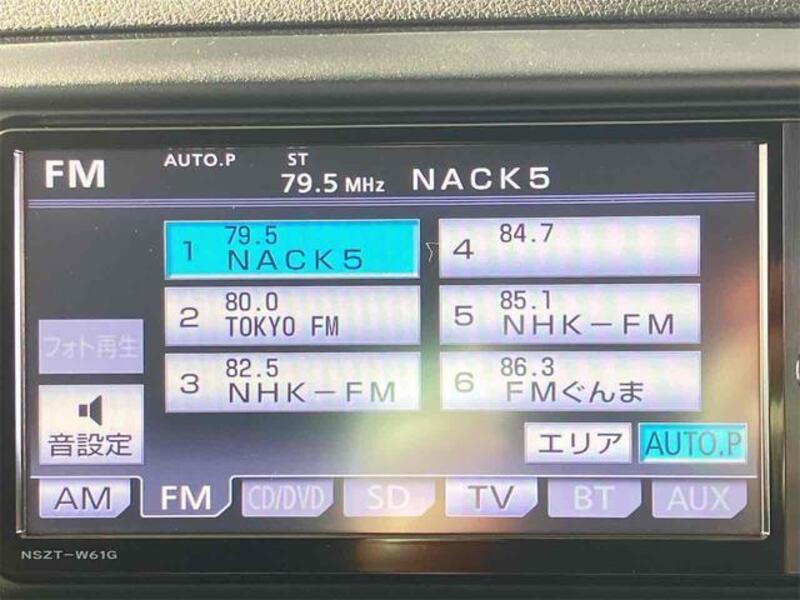 FM AUTO.P ST
79.5 MHz NACK5
1 79.5
NACK5
2 80.0
TOKYO FM
3 82.5
NHK－FM
4 84.7
5 85.1
NHK－FM
6 86.3
FMぐんま
フォト再生
音設定
エリア AUTO.P
AM FM CD/DVD SD TV BT AUX
NSZT-W61G